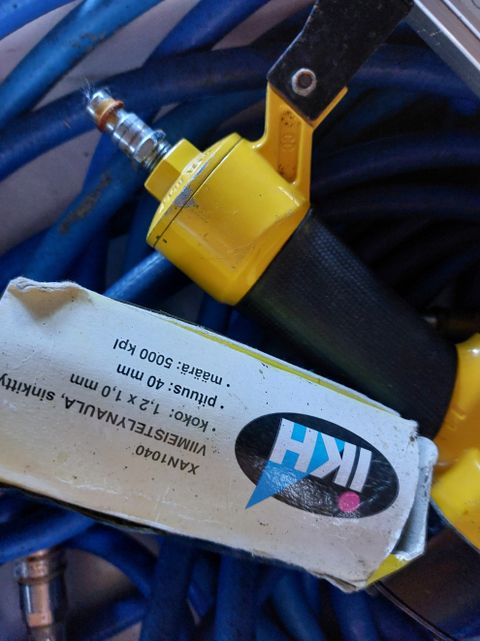 IKH
XAN1040
VIIMEISTELYNAULA, sinkitty
• koko: 1,2 x 1,0 mm
• pituus: 40 mm
• määrä: 5000 kpl